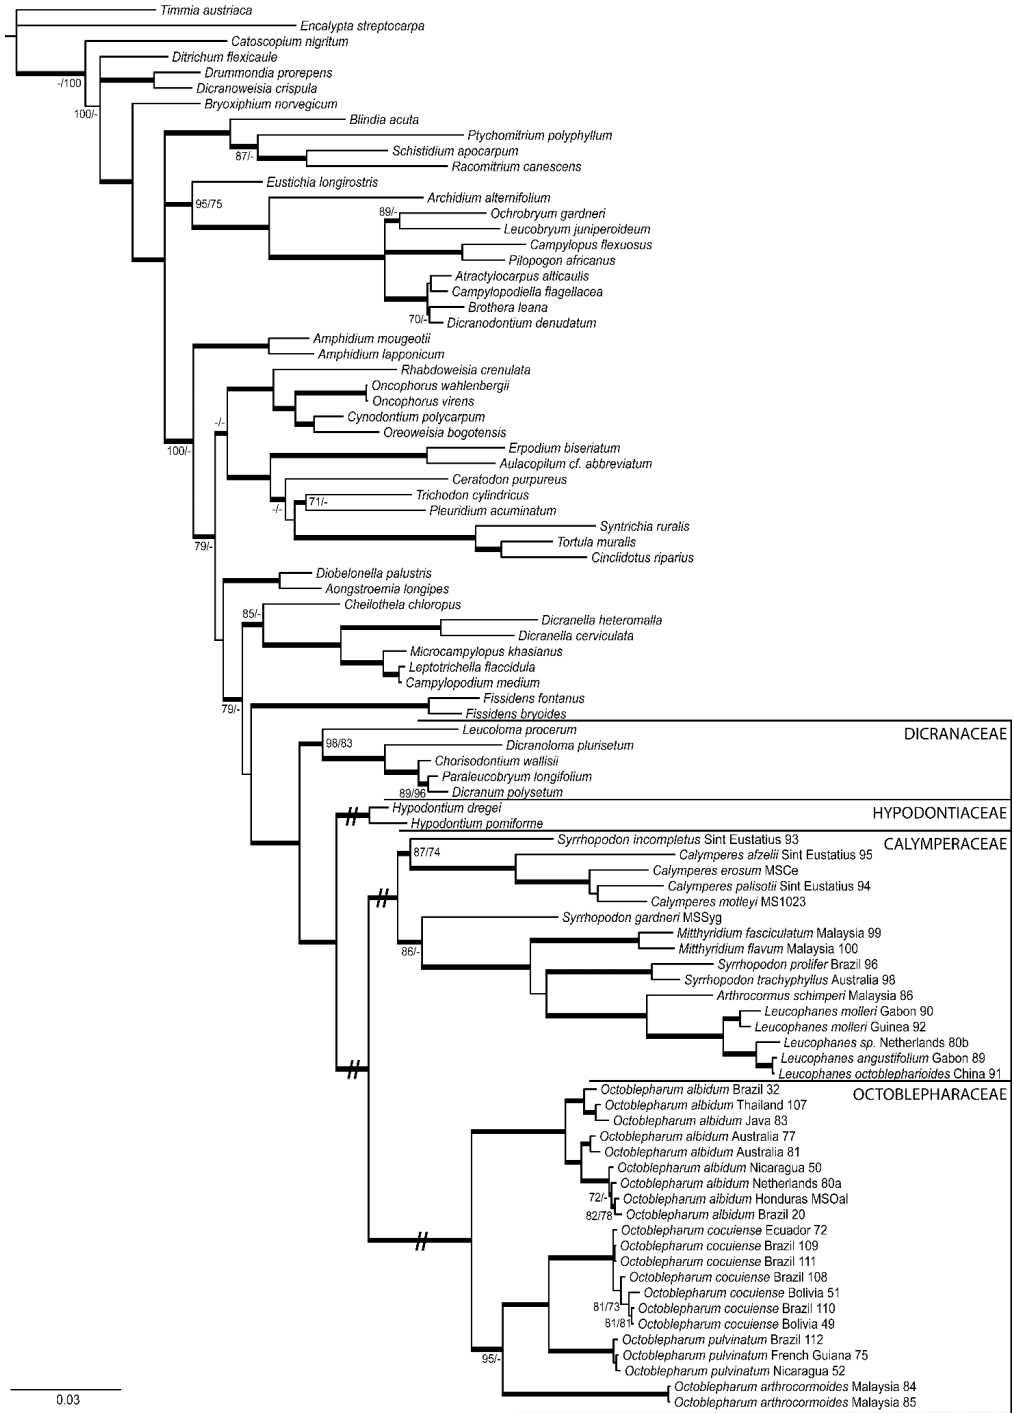 Timmia austriaca
Encalypta streptocarpa
Catoscopium nigritum
Ditrichum flexicaule
Drummondia prorepens
-/100
Dicranoweisia crispula
Bryoxiphium norvegicum
100/-
Blindia acuta
Ptychomitrium polyphyllum
Schistidium apocarpum
87/-
Racomitrium canescens
Eustichia longirostris
Archidium alternifolium
95/75
89/-
Ochrobryum gardneri
Leucobryum juniperoideum
Campylopus flexuosus
Pilopogon africanus
Atractylocarpus alticaulis
Campylopodiella flagellacea
Brothera leana
70/-
Dicranodontium denudatum
Amphidium mougeotii
Amphidium lapponicum
Rhabdoweisia crenulata
Oncophorus wahlenbergii
Oncophorus virens
Cynodontium polycarpum
-/-
Oreoweisia bogotensis
100/-
Erpodium biseriatum
Aulacopilum cf. abbreviatum
Ceratodon purpureus
Trichodon cylindricus
71/-
-/-
Pleuridium acuminatum
Syntrichia ruralis
Tortula muralis
79/-
Cinclidotus riparius
Diobelonella palustris
Aongstroemia longipes
Cheilothela chloropus
85/-
Dicranella heteromalla
Dicranella cerviculata
Microcampylopus khasianus
Leptotrichella flaccidula
Campylopodium medium
Fissidens fontanus
79/-
Fissidens bryoides
Leucoloma procerum
DICRANACEAE
98/83
Dicranoloma plurisetum
Chorisodontium wallisii
Paraleucobryum longifolium
89/96
Dicranum polysetum
Hypodontium dregei
HYPODONTIACEAE
Hypodontium pomiforme
Syrrhopodon incompletus Sint Eustatius 93
CALYMPERACEAE
87/74
Calymperes afzelii Sint Eustatius 95
Calymperes erosum MSCe
Calymperes palisotii Sint Eustatius 94
Calymperes motleyi MS1023
Syrrhopodon gardneri MSSyg
Mitthyridium fasciculatum Malaysia 99
86/-
Mitthyridium flavum Malaysia 100
Syrrhopodon prolifer Brazil 96
Syrrhopodon trachyphyllus Australia 98
Arthrocormus schimperi Malaysia 86
Leucophanes molleri Gabon 90
Leucophanes molleri Guinea 92
Leucophanes sp. Netherlands 80b
Leucophanes angustifolium Gabon 89
Leucophanes octoblepharioides China 91
Octoblepharum albidum Brazil 32
OCTOBLEPHARACEAE
Octoblepharum albidum Thailand 107
Octoblepharum albidum Java 83
Octoblepharum albidum Australia 77
Octoblepharum albidum Australia 81
Octoblepharum albidum Nicaragua 50
Octoblepharum albidum Netherlands 80a
72/-
Octoblepharum albidum Honduras MSOal
82/78
Octoblepharum albidum Brazil 20
Octoblepharum cocuiense Ecuador 72
Octoblepharum cocuiense Brazil 109
Octoblepharum cocuiense Brazil 111
Octoblepharum cocuiense Brazil 108
Octoblepharum cocuiense Bolivia 51
81/73
Octoblepharum cocuiense Brazil 110
81/81
Octoblepharum cocuiense Bolivia 49
Octoblepharum pulvinatum Brazil 112
Octoblepharum pulvinatum French Guiana 75
95/-
Octoblepharum pulvinatum Nicaragua 52
Octoblepharum arthrocormoides Malaysia 84
Octoblepharum arthrocormoides Malaysia 85
0.03